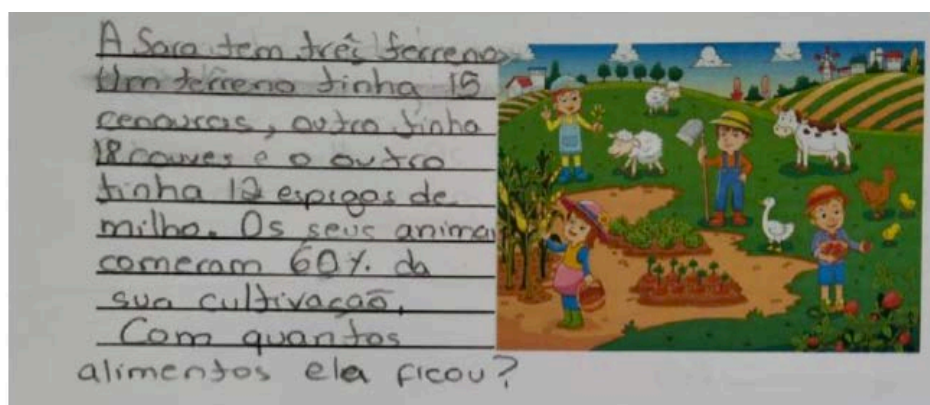 A Sara tem três terrenos
Um terreno tinha 15
cenouras, outro tinha
18 couves e o outro
tinha 12 espigas de
milho. Os seus animai
comeram 60% da
sua cultivação,
Com quantos
alimentos ela ficou?